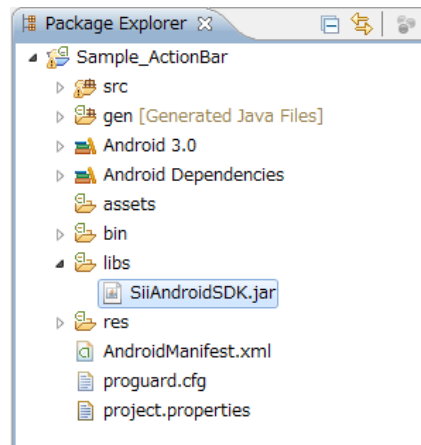 Package Explorer
Sample_ActionBar
src
gen [Generated Java Files]
Android 3.0
Android Dependencies
assets
bin
libs
SiiAndroidSDK.jar
res
AndroidManifest.xml
proguard.cfg
project.properties